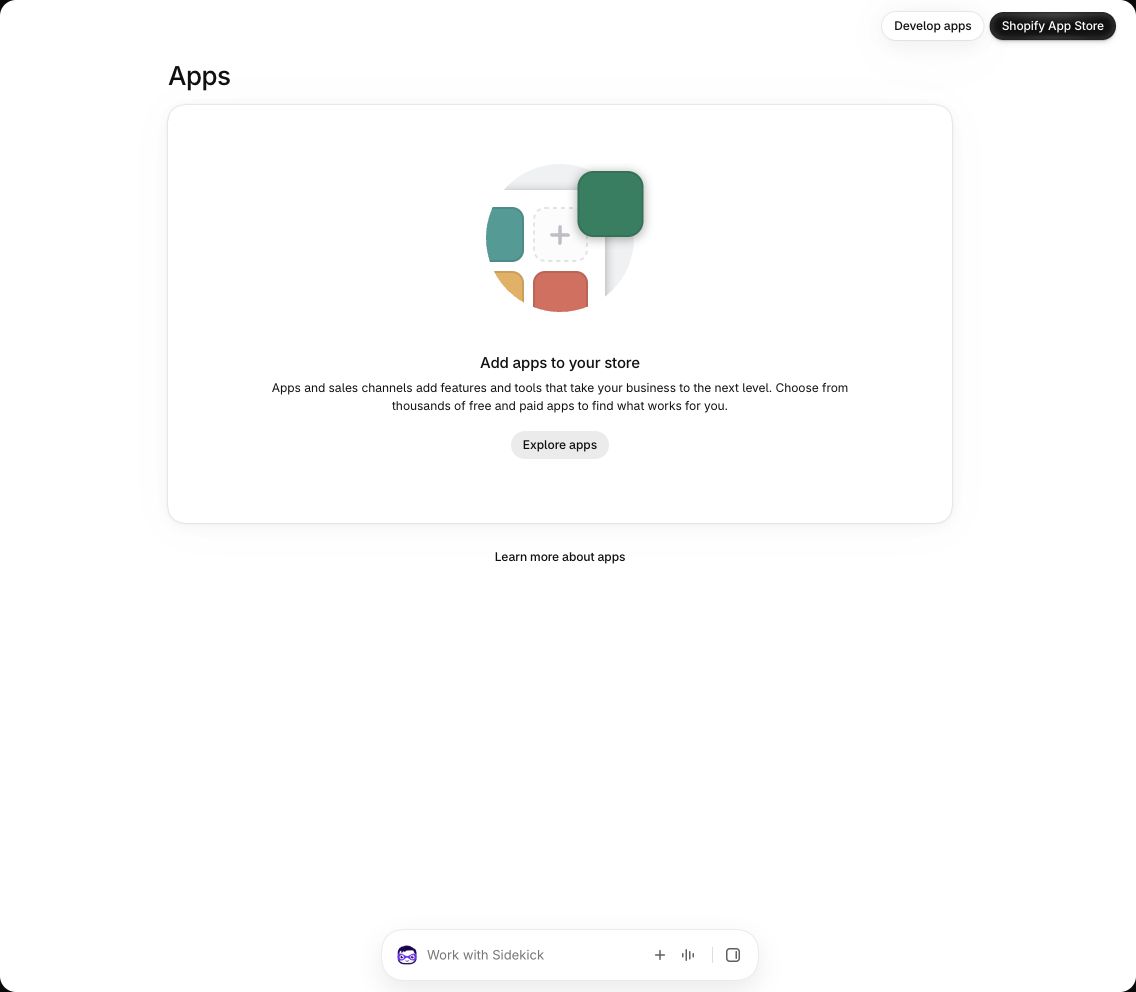 Develop apps
Shopify App Store
Apps
Add apps to your store
Apps and sales channels add features and tools that take your business to the next level. Choose from
thousands of free and paid apps to find what works for you.
Explore apps
Learn more about apps
Work with Sidekick